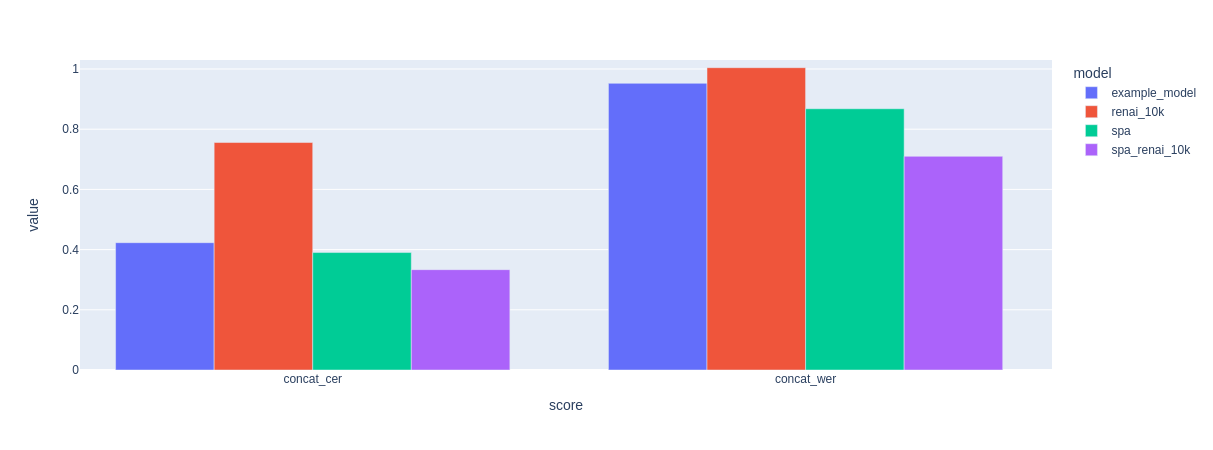 1
0.8
0.6
0.4
0.2
0
value
concat_cer
concat_wer
score
model
example_model
renai_10k
spa
spa_renai_10k